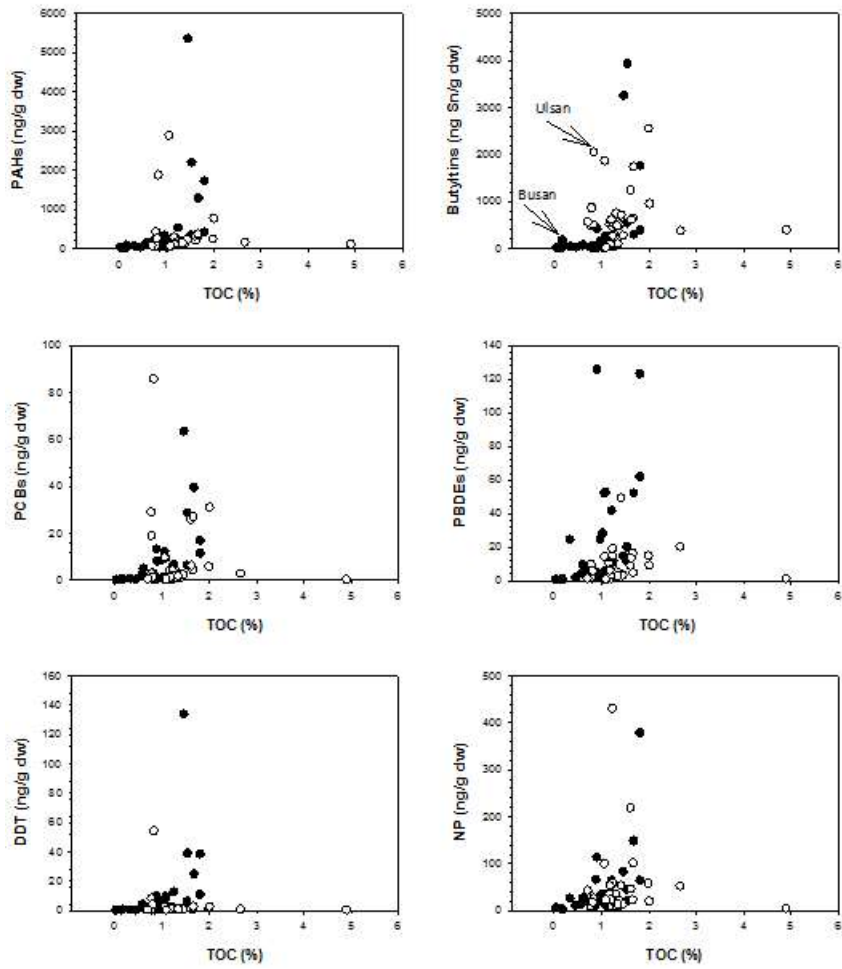 PAHs (ng/g dw)
6000
5000
4000
3000
2000
1000
0
0 1 2 3 4 5 6
TOC (%)
Butyltins (ng Sn/g dw)
5000
4000
3000
2000
1000
0
Ulsan
Busan
0 1 2 3 4 5 6
TOC (%)
PCBs (ng/g dw)
100
80
60
40
20
0
0 1 2 3 4 5 6
TOC (%)
PBDEs (ng/g dw)
140
120
100
80
60
40
20
0
0 1 2 3 4 5 6
TOC (%)
DDT (ng/g dw)
160
140
120
100
80
60
40
20
0
0 1 2 3 4 5 6
TOC (%)
NP (ng/g dw)
500
400
300
200
100
0
0 1 2 3 4 5 6
TOC (%)